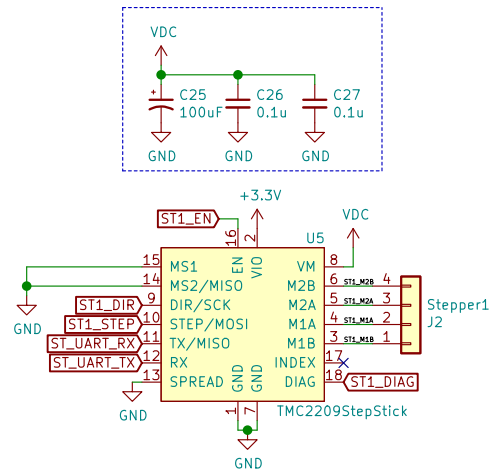 VDC
+ C25 C26 C27
100uF 0.1u 0.1u
GND GND GND
+3.3V
ST1_EN VDC
16 2 U5
15 MS1 EN VIO VM 8
14 MS2/MISO M2B 6 ST1_M2B 4
ST1_DIR 9 DIR/SCK M2A 5 ST1_M2A 3 Stepper1
GND
ST1_STEP 10 STEP/MOSI M1A 4 ST1_M1A 2 J2
ST_UART_RX 11 TX/MISO M1B 3 ST1_M1B 1
ST_UART_TX 12 RX INDEX 17
13 SPREAD GND GND DIAG 18 ST1_DIAG
GND
1 7 TMC2209StepStick
GND